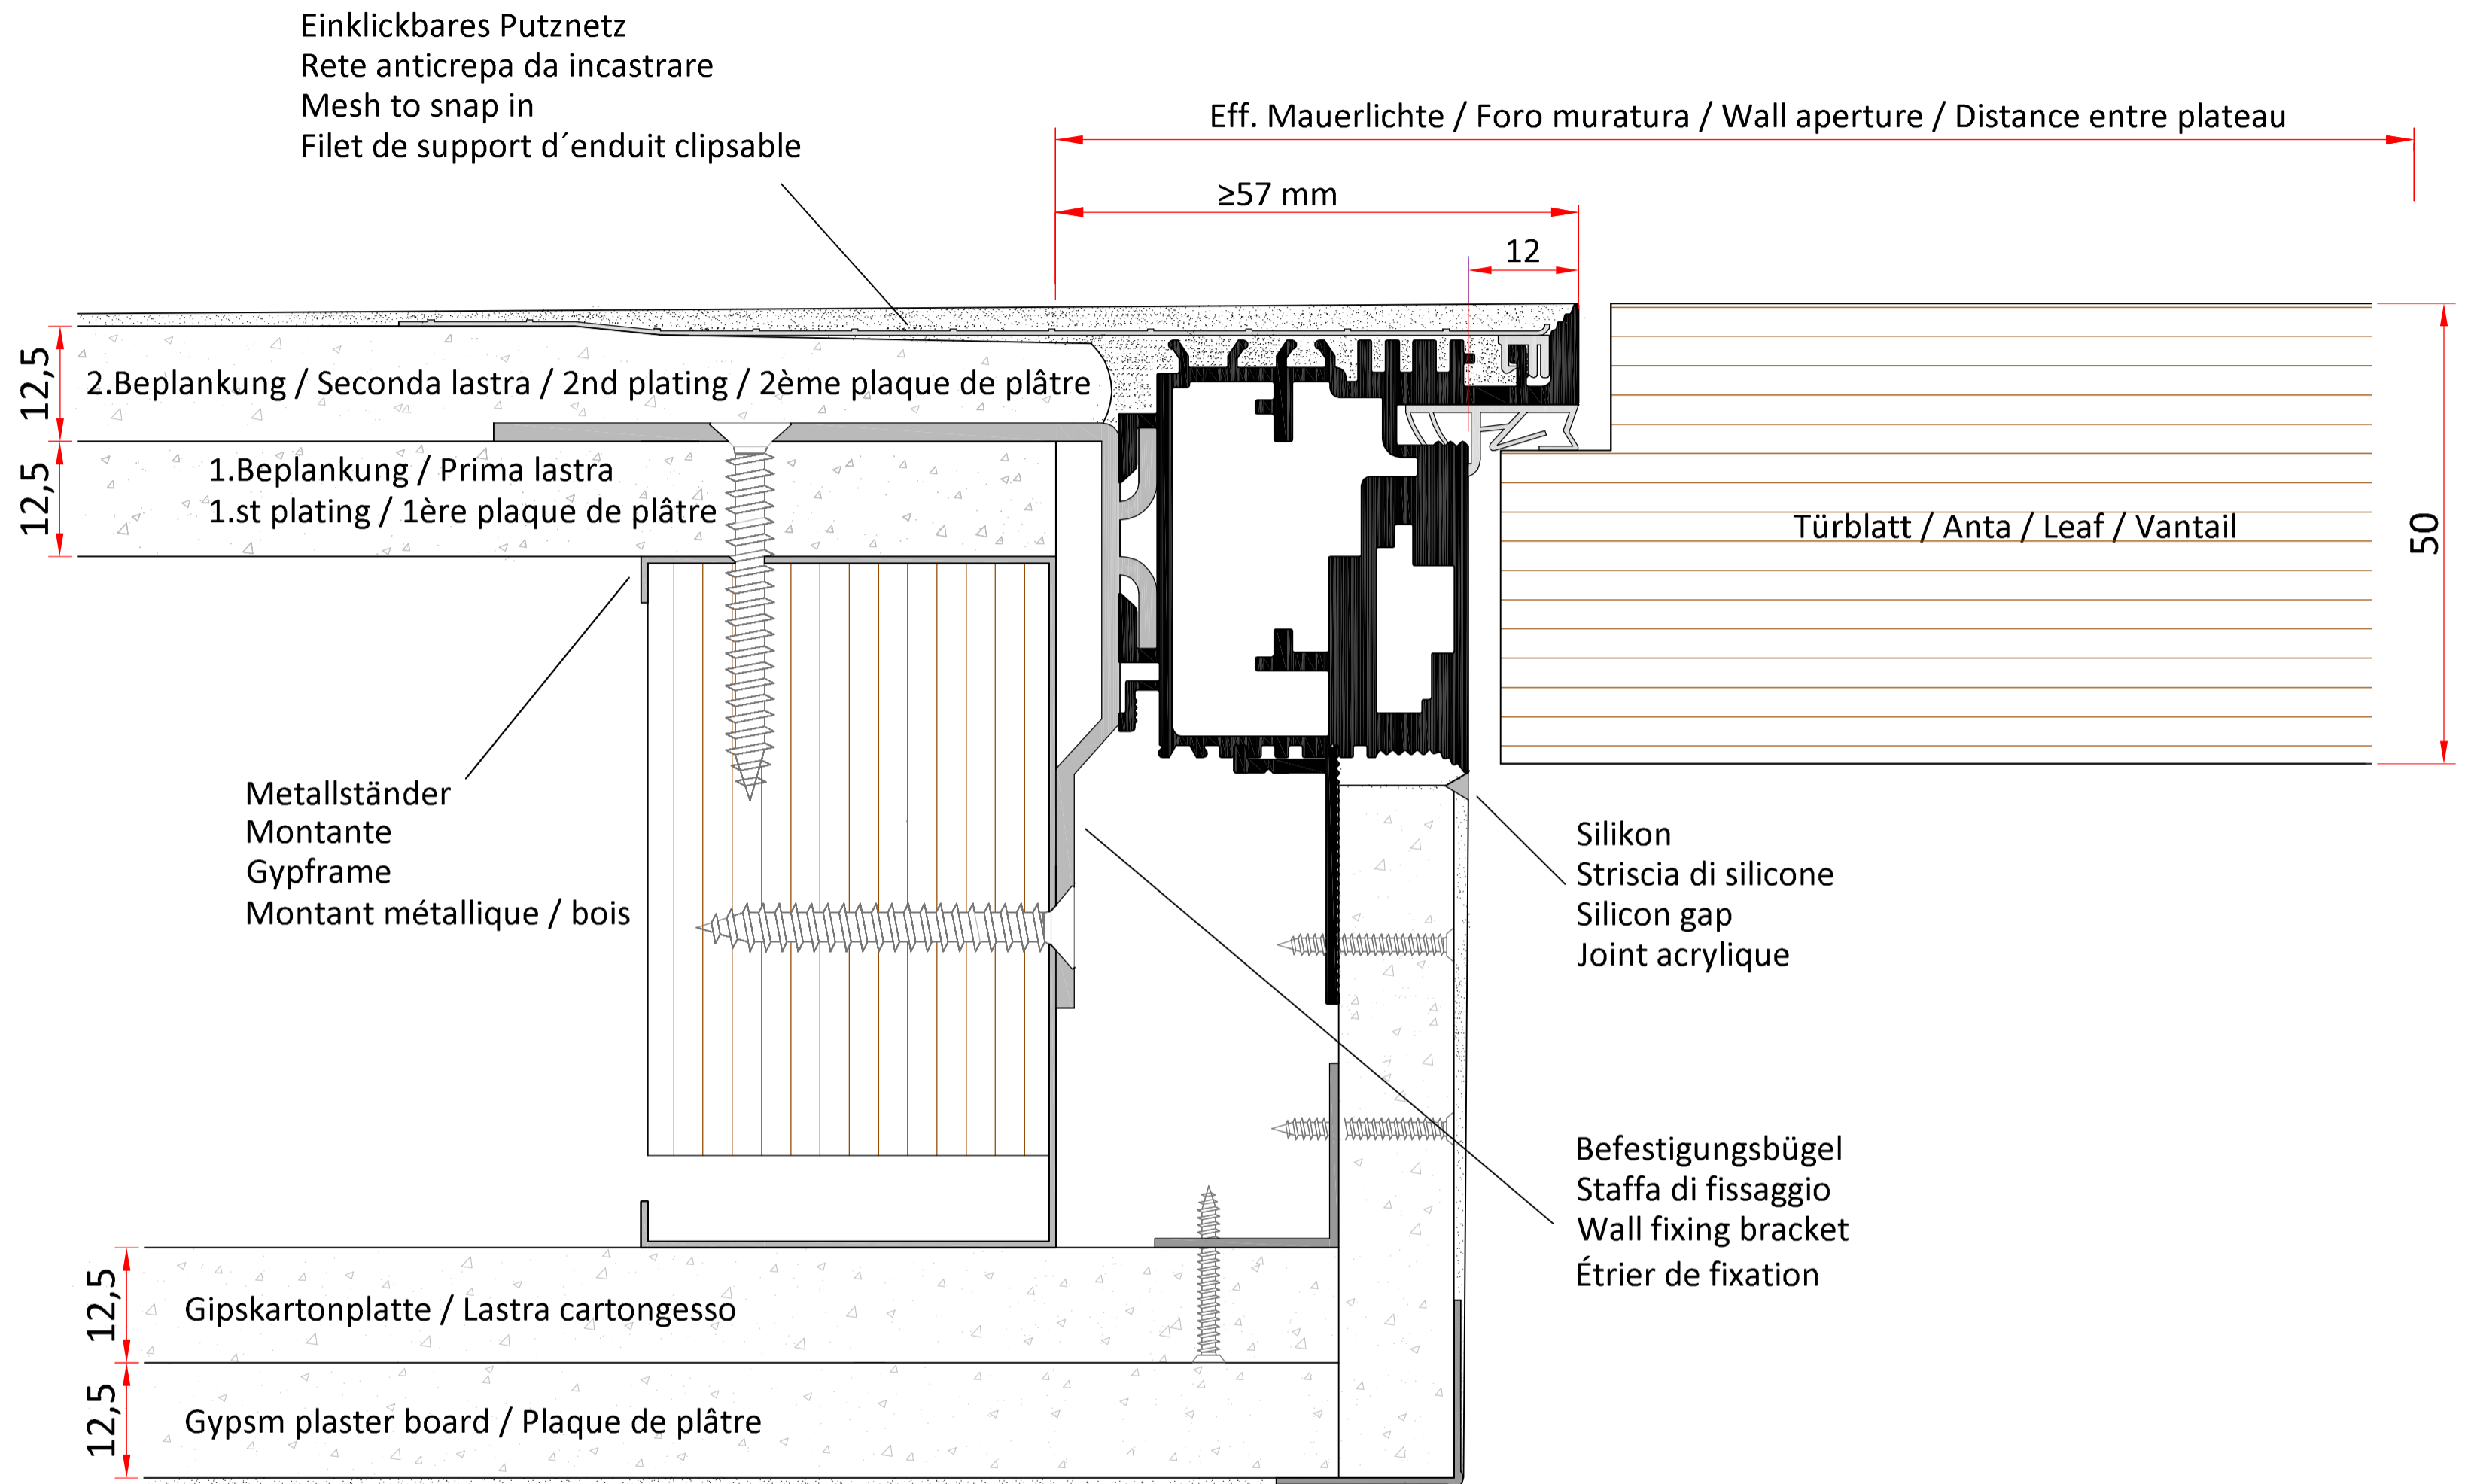 Einklickbares Putznetz
Rete anticrepa da incastrare
Mesh to snap in
Filet de support d´enduit clipsable
Eff. Mauerlichte / Foro muratura / Wall aperture / Distance entre plateau
≥57 mm
12
12,5
2.Beplankung / Seconda lastra / 2nd plating / 2ème plaque de plâtre
12,5
1.Beplankung / Prima lastra
1.st plating / 1ère plaque de plâtre
Türblatt / Anta / Leaf / Vantail
50
Metallständer
Montante
Gypframe
Montant métallique / bois
Silikon
Striscia di silicone
Silicon gap
Joint acrylique
Befestigungsbügel
Staffa di fissaggio
Wall fixing bracket
Étrier de fixation
12,5
Gipskartonplatte / Lastra cartongesso
12,5
Gypsm plaster board / Plaque de plâtre